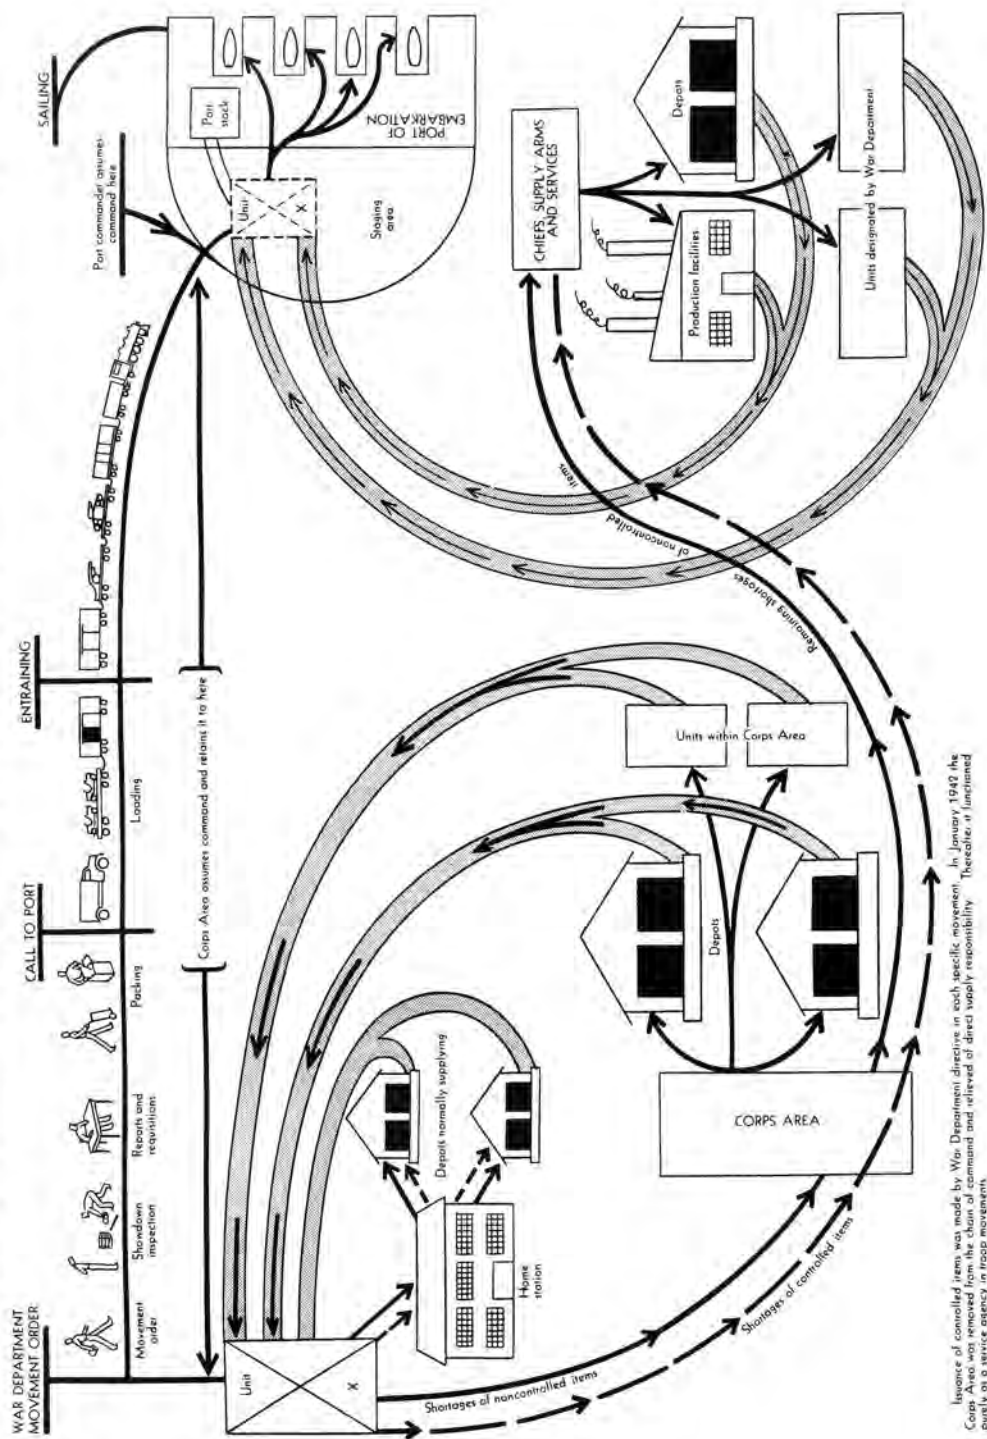 WAR DEPARTMENT
MOVEMENT ORDER
CALL TO PORT
ENTRAINING
SAILING
Movement
order
Showdown
inspection
Reports and
requisitions
Packing
Loading
Port commander assumes
command here
Corps Area assumes command and retains it to here
Port
stock
PORT OF
EMBARKATION
Unit
X
Staging
area
Unit
X
Home
station
Depots normally supplying
Depots
Units within Corps Area
CORPS AREA
Shortages of noncontrolled items
Shortages of controlled items
Remaining shortages
of noncontrolled
items
CHIEFS, SUPPLY ARMS
AND SERVICES
Production facilities
Depots
Units designated by War Department
Issuance of controlled items was made by War Department directive in each specific movement. In January 1942 the
Corps Area was removed from the chain of command and relieved of direct supply responsibility. Thereafter it functioned
purely as a service agency in troop movements